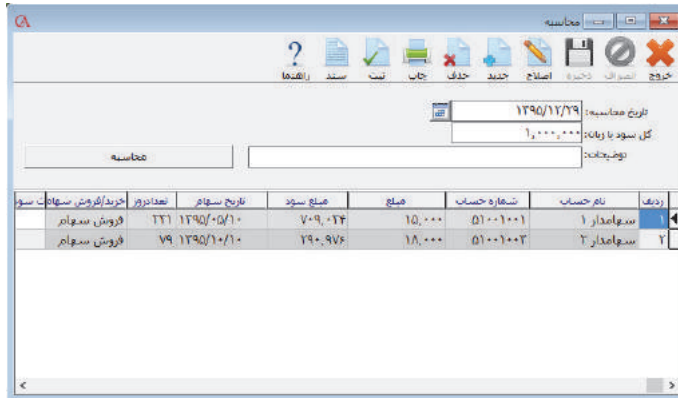 محاسبه
خروج انصراف ذخیره اصلاح جدید حذف چاپ ثبت سند راهنما
تاریخ محاسبه: ۱۳۹۵/۱۲/۲۹
کل سود یا زیان: ۱,۰۰۰,۰۰۰
توضیحات:
محاسبه
ردیف نام حساب شماره حساب مبلغ مبلغ سود تاریخ سهام تعدادروز خرید/فروش سهام
۱ سهامدار ۱ ۵۱۰۰۱۰۰۱ ۱۵,۰۰۰ ۷۰۹,۰۲۴ ۱۳۹۵/۰۵/۱۰ ۲۳۱ فروش سهام
۲ سهامدار ۲ ۵۱۰۰۱۰۰۲ ۱۸,۰۰۰ ۲۹۰,۹۷۶ ۱۳۹۵/۱۰/۱۰ ۷۹ فروش سهام